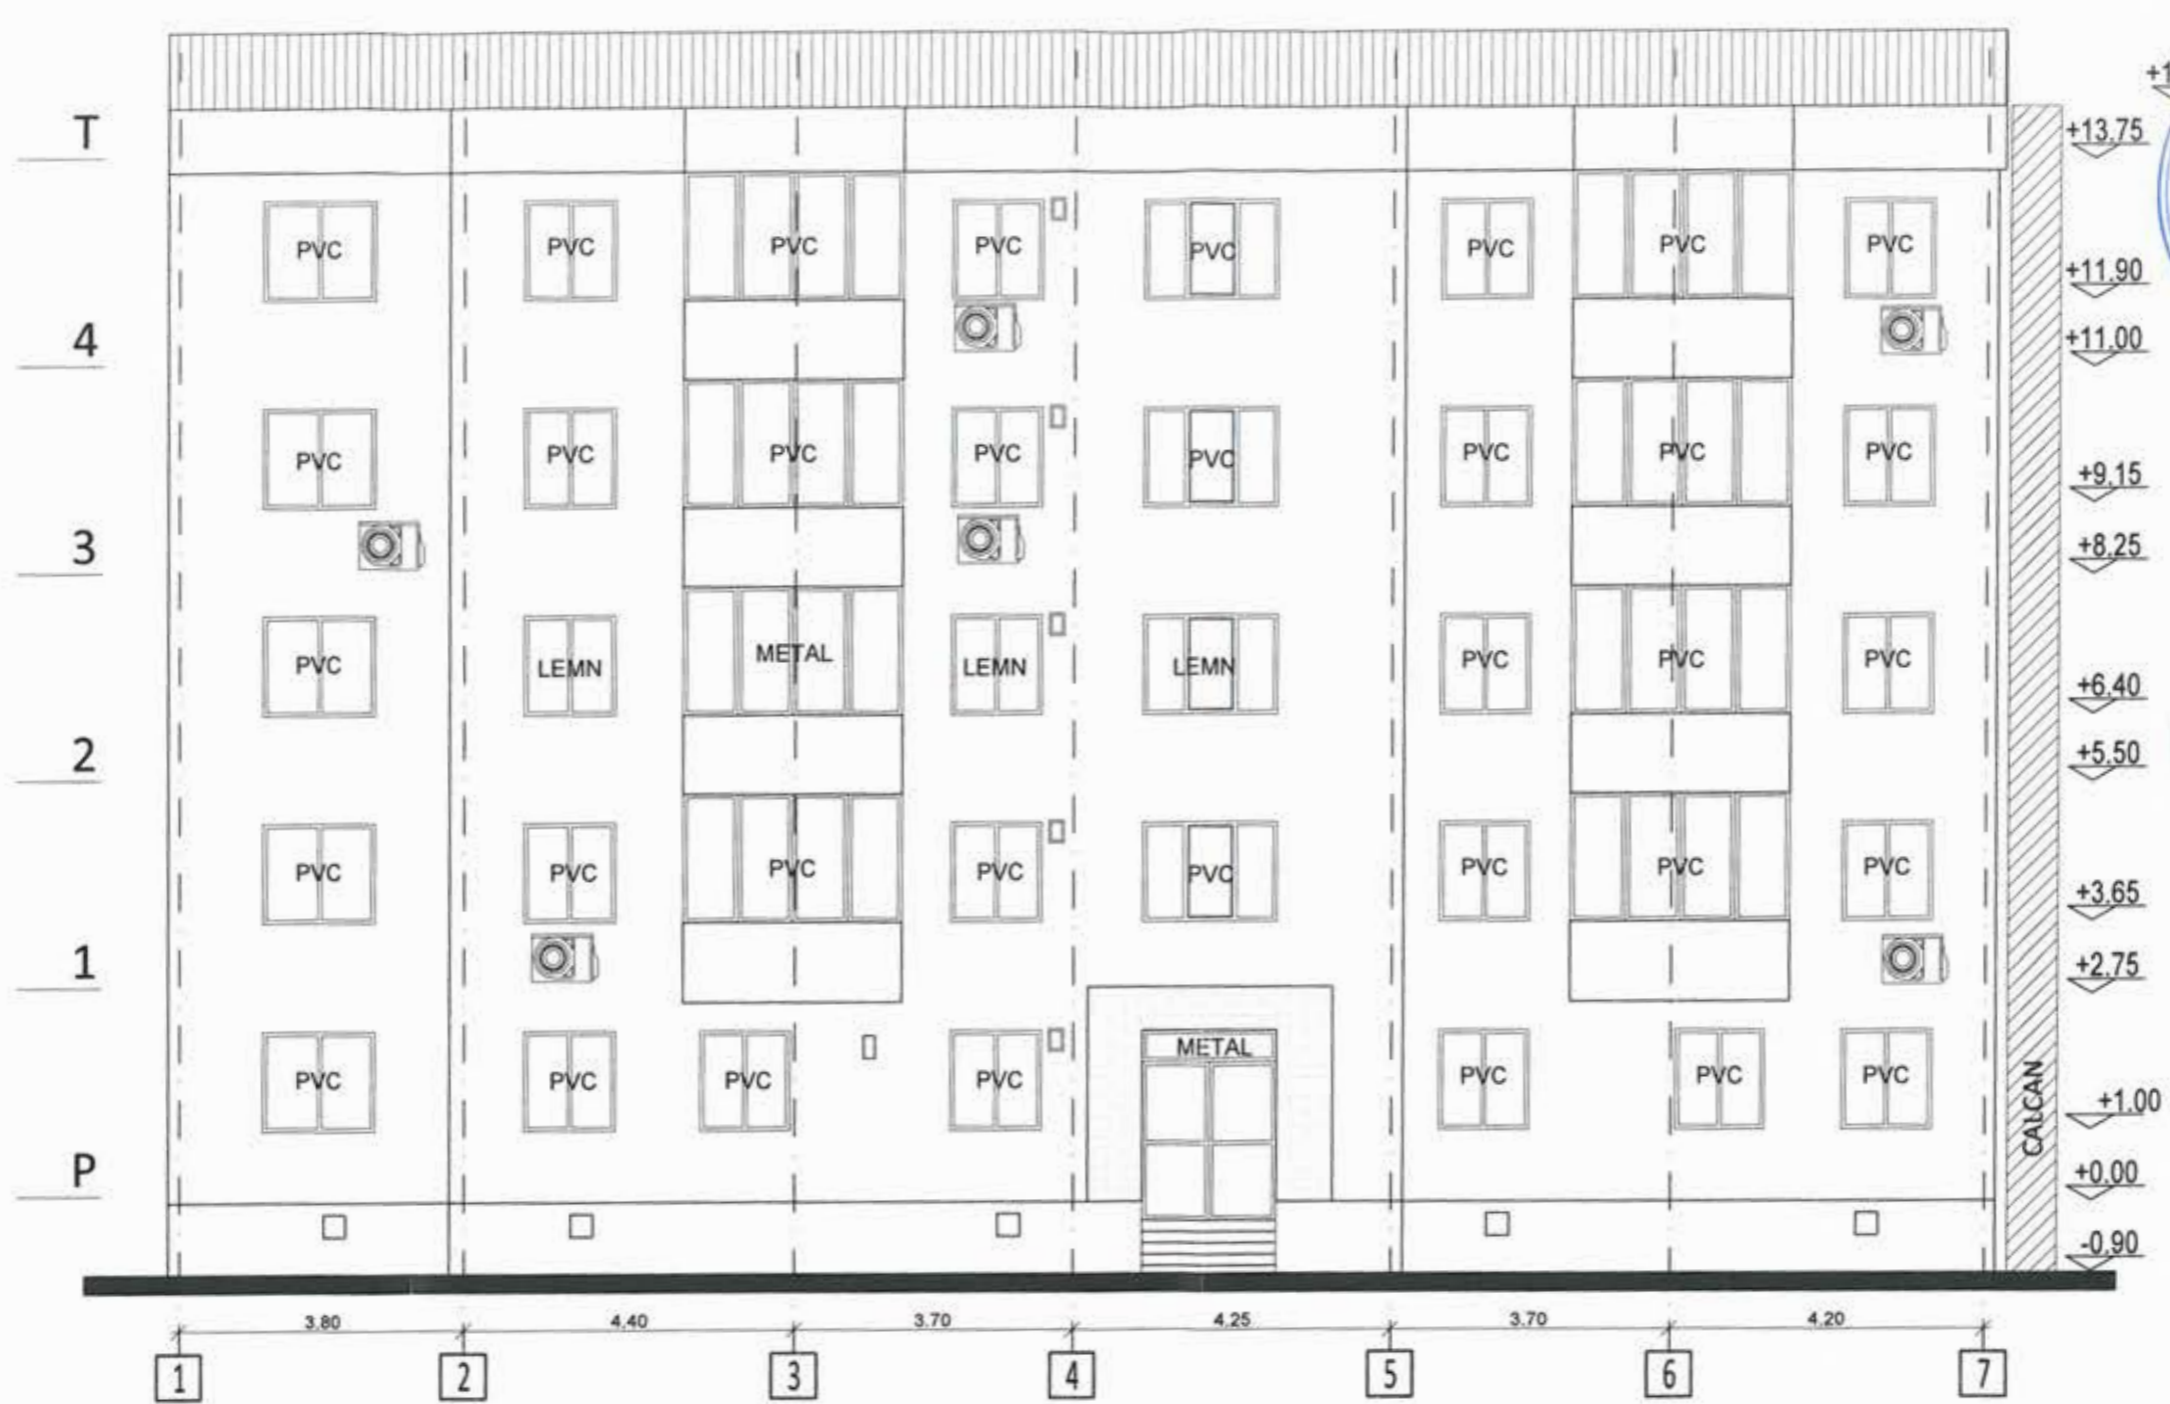 +1
T
+13.75
PVC PVC PVC PVC PVC PVC PVC PVC
+11.90
4
+11.00
PVC PVC PVC PVC PVC PVC PVC PVC
+9,15
3
+8,25
PVC LEMN METAL LEMN LEMN PVC PVC PVC
+6,40
2
+5,50
PVC PVC PVC PVC PVC PVC PVC PVC
+3,65
1
+2,75
METAL
PVC PVC PVC PVC PVC PVC PVC
+1,00
CALCAN
P
+0,00
-0,90
3,80 4,40 3,70 4,25 3,70 4,20
1 2 3 4 5 6 7